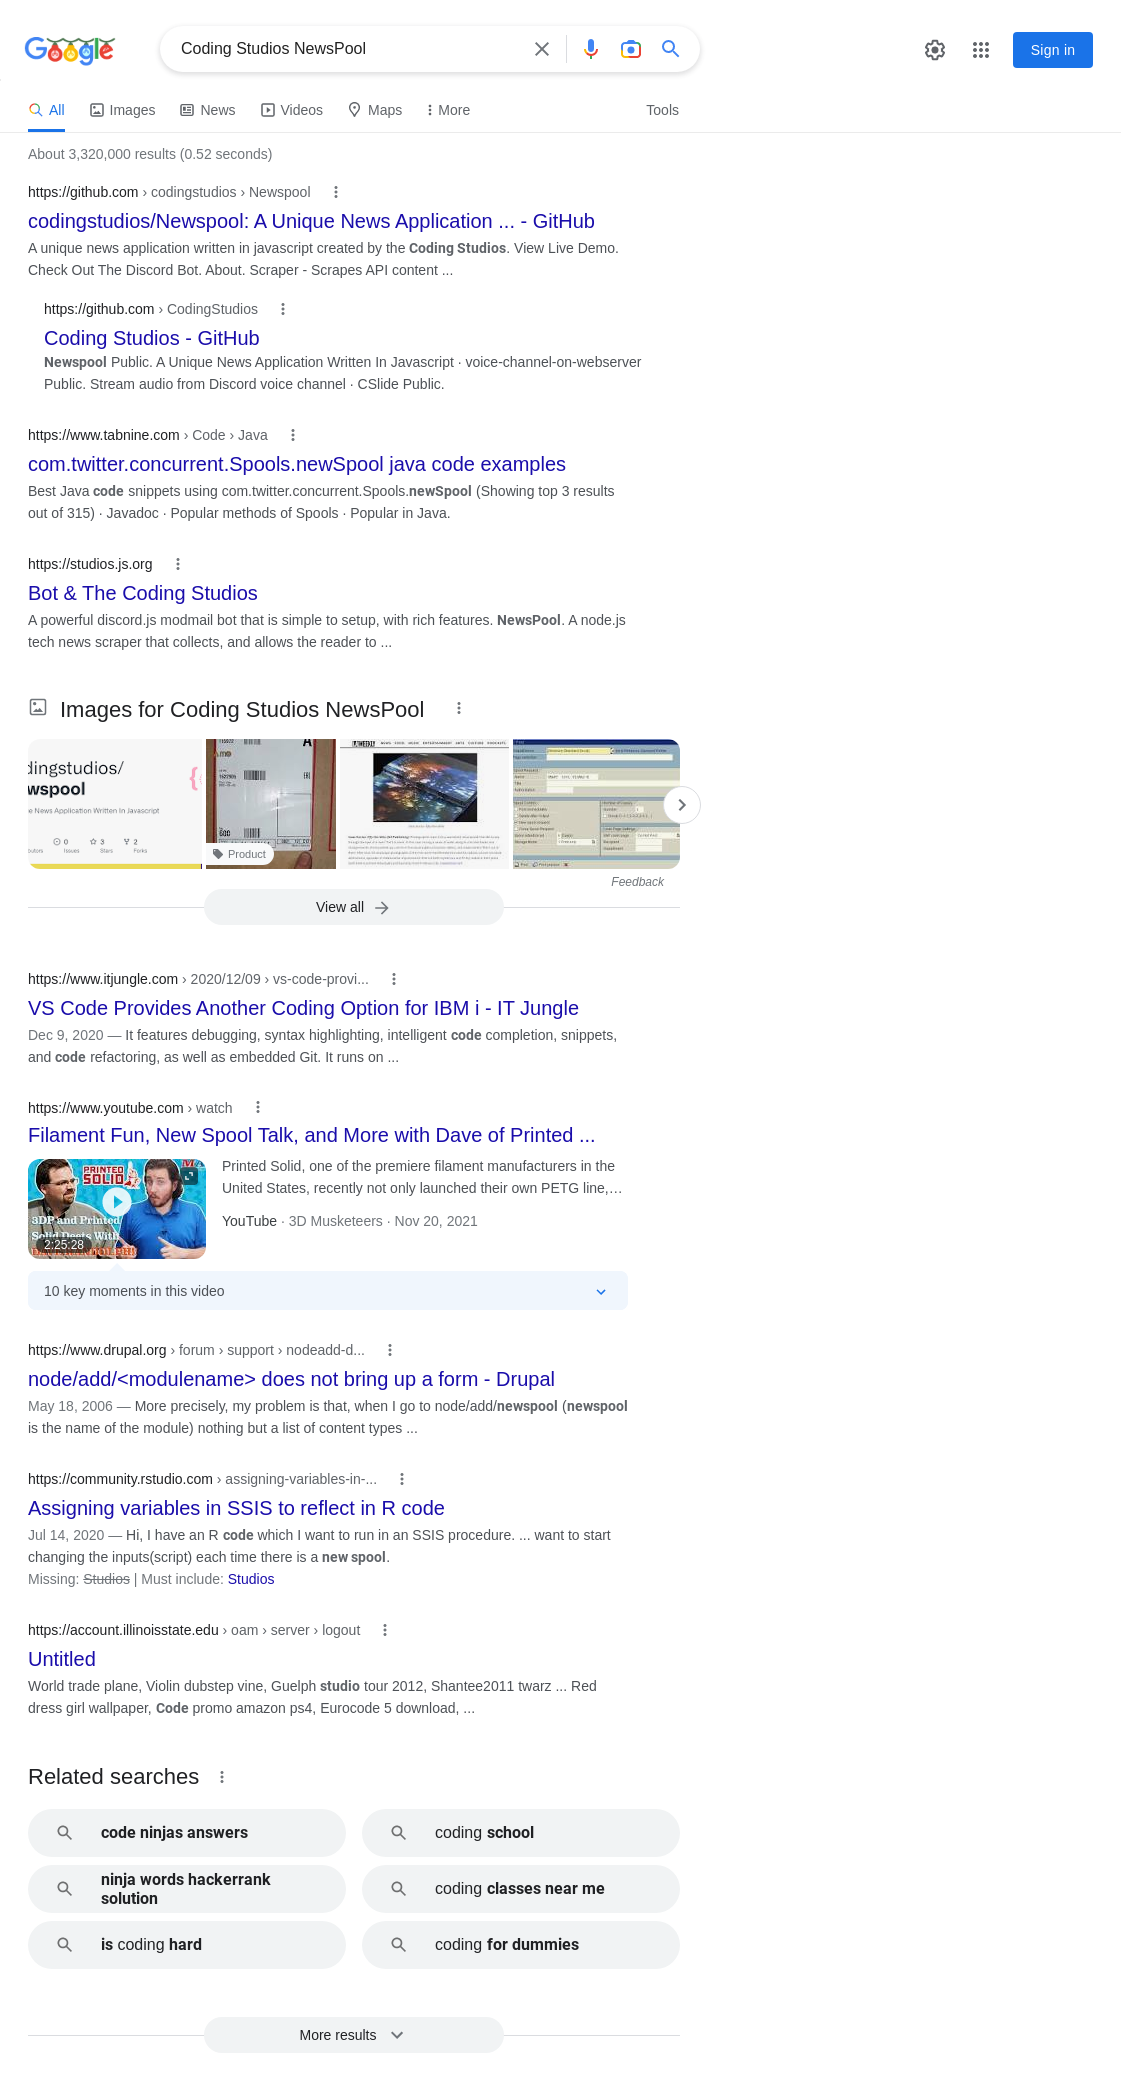 Google
Coding Studios NewsPool
Sign in
All
Images
News
Videos
Maps
More
Tools
About 3,320,000 results (0.52 seconds)
https://github.com › codingstudios › Newspool
codingstudios/Newspool: A Unique News Application ... - GitHub
A unique news application written in javascript created by the Coding Studios. View Live Demo.
Check Out The Discord Bot. About. Scraper - Scrapes API content ...
https://github.com › CodingStudios
Coding Studios - GitHub
Newspool Public. A Unique News Application Written In Javascript · voice-channel-on-webserver
Public. Stream audio from Discord voice channel · CSlide Public.
https://www.tabnine.com › Code › Java
com.twitter.concurrent.Spools.newSpool java code examples
Best Java code snippets using com.twitter.concurrent.Spools.newSpool (Showing top 3 results
out of 315) · Javadoc · Popular methods of Spools · Popular in Java.
https://studios.js.org
Bot & The Coding Studios
A powerful discord.js modmail bot that is simple to setup, with rich features. NewsPool. A node.js
tech news scraper that collects, and allows the reader to ...
Images for Coding Studios NewsPool
dingstudios/
wspool
e News Application Written In Javascript
0
3
2
Issues
Stars
Forks
Product
Feedback
View all
https://www.itjungle.com › 2020/12/09 › vs-code-provi...
VS Code Provides Another Coding Option for IBM i - IT Jungle
Dec 9, 2020 — It features debugging, syntax highlighting, intelligent code completion, snippets,
and code refactoring, as well as embedded Git. It runs on ...
https://www.youtube.com › watch
Filament Fun, New Spool Talk, and More with Dave of Printed ...
PRINTED
SOLID
3DP and Printed
Solid Deets With
2:25:28
Printed Solid, one of the premiere filament manufacturers in the
United States, recently not only launched their own PETG line,…
YouTube · 3D Musketeers · Nov 20, 2021
10 key moments in this video
https://www.drupal.org › forum › support › nodeadd-d...
node/add/<modulename> does not bring up a form - Drupal
May 18, 2006 — More precisely, my problem is that, when I go to node/add/newspool (newspool
is the name of the module) nothing but a list of content types ...
https://community.rstudio.com › assigning-variables-in-...
Assigning variables in SSIS to reflect in R code
Jul 14, 2020 — Hi, I have an R code which I want to run in an SSIS procedure. ... want to start
changing the inputs(script) each time there is a new spool.
Missing: Studios | Must include: Studios
https://account.illinoisstate.edu › oam › server › logout
Untitled
World trade plane, Violin dubstep vine, Guelph studio tour 2012, Shantee2011 twarz ... Red
dress girl wallpaper, Code promo amazon ps4, Eurocode 5 download, ...
Related searches
code ninjas answers
coding school
ninja words hackerrank
solution
coding classes near me
is coding hard
coding for dummies
More results